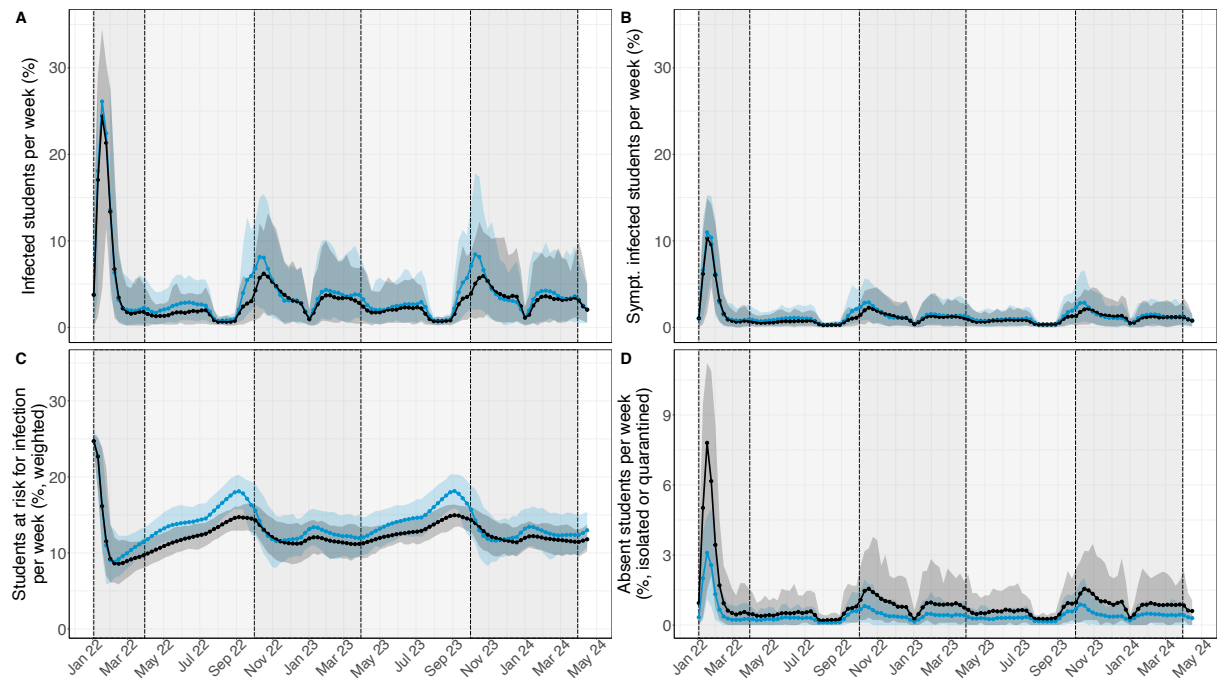 A
Infected students per week (%)
30
20
10
0
B
Sympt. infected students per week (%)
30
20
10
0
C
Students at risk for infection
per week (%, weighted)
30
20
10
0
D
Absent students per week
(%, isolated or quarantined)
9
6
3
0
Jan 22
Mar 22
May 22
Jul 22
Sep 22
Nov 22
Jan 23
Mar 23
May 23
Jul 23
Sep 23
Nov 23
Jan 24
Mar 24
May 24
Jan 22
Mar 22
May 22
Jul 22
Sep 22
Nov 22
Jan 23
Mar 23
May 23
Jul 23
Sep 23
Nov 23
Jan 24
Mar 24
May 24